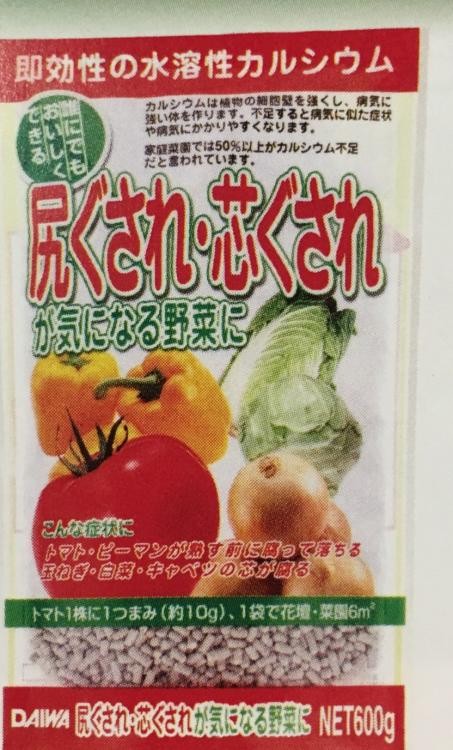 即効性の水溶性カルシウム
カルシウムは植物の細胞壁を強くし、病気に
強い体を作ります。不足すると病気に似た症状
や病気にかかりやすくなります。
家庭菜園では50%以上がカルシウム不足
だと言われています。
誰にでも
おいしく
できる
尻ぐされ・芯ぐされ
が気になる野菜に
こんな症状に
トマト・ピーマンが熟す前に腐って落ちる
玉ねぎ・白菜・キャベツの芯が腐る
トマト1株に1つまみ(約10g)、1袋で花壇・菜園6m²
DAIWA 尻ぐされ・芯ぐされが気になる野菜に NET600g